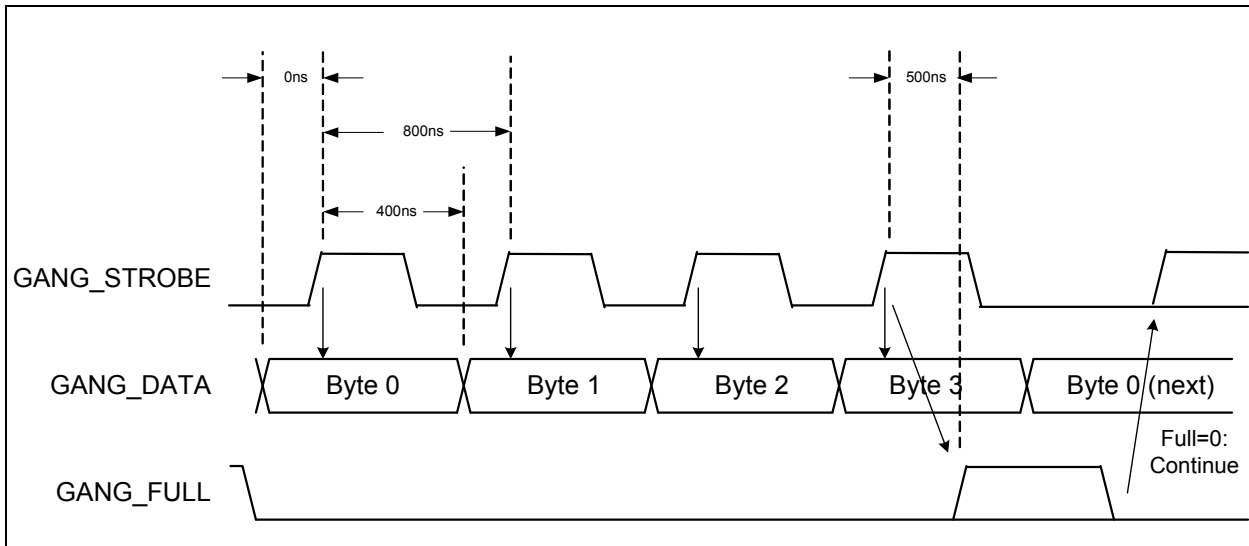 0ns
500ns
800ns
400ns
GANG_STROBE
GANG_DATA
Byte 0
Byte 1
Byte 2
Byte 3
Byte 0 (next)
Full=0:
Continue
GANG_FULL